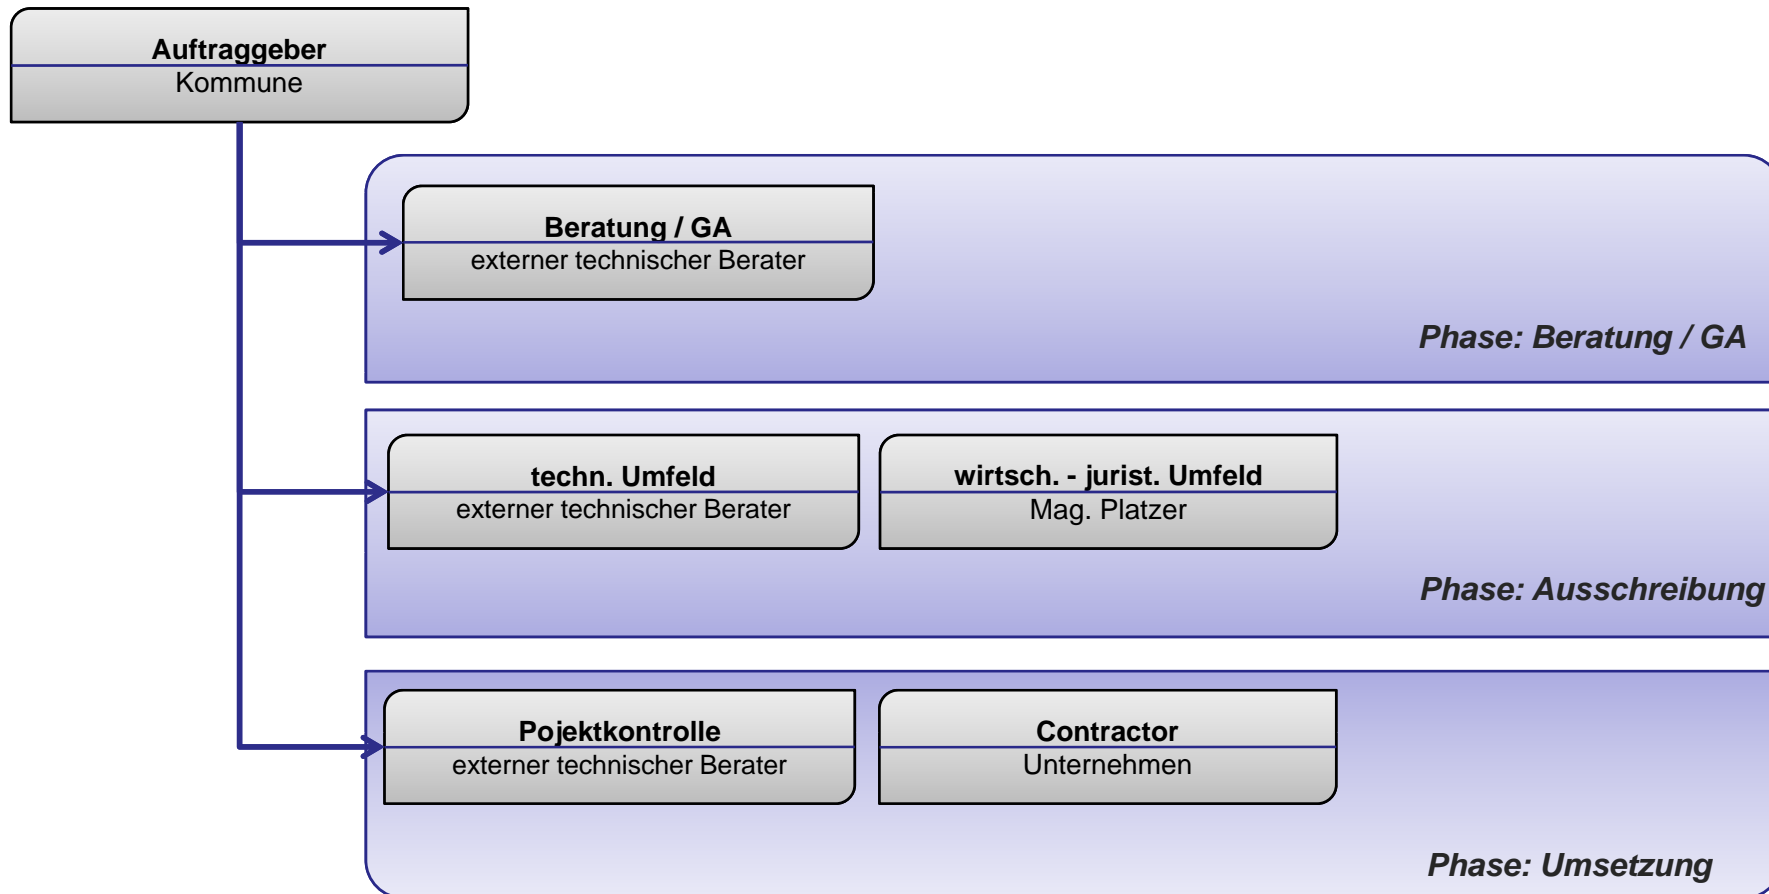 Auftraggeber
Kommune
Beratung / GA
externer technischer Berater
Phase: Beratung / GA
techn. Umfeld
externer technischer Berater
wirtsch. - jurist. Umfeld
Mag. Platzer
Phase: Ausschreibung
Pojektkontrolle
externer technischer Berater
Contractor
Unternehmen
Phase: Umsetzung